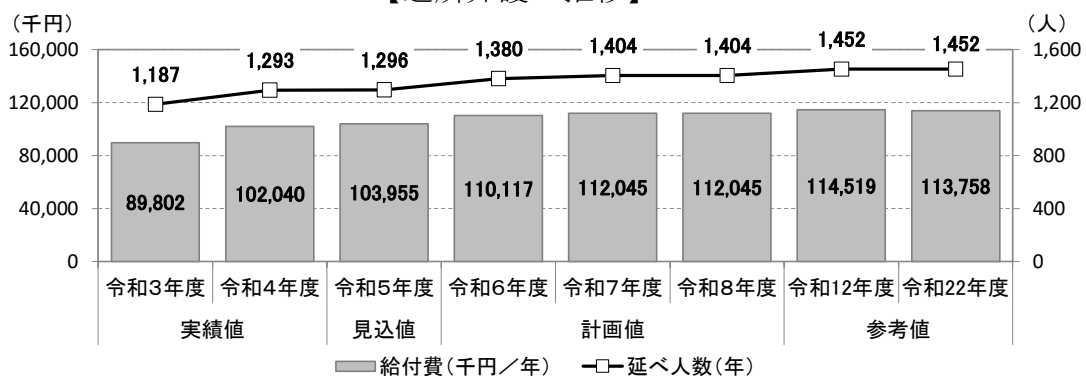 (千円)
(人)
160,000
120,000
80,000
40,000
0
1,600
1,200
800
400
0
1,187
1,293
1,296
1,380
1,404
1,404
1,452
1,452
89,802
102,040
103,955
110,117
112,045
112,045
114,519
113,758
令和3年度
令和4年度
令和5年度
令和6年度
令和7年度
令和8年度
令和12年度
令和22年度
実績値
見込値
計画値
参考値
給付費(千円／年)
延べ人数(年)